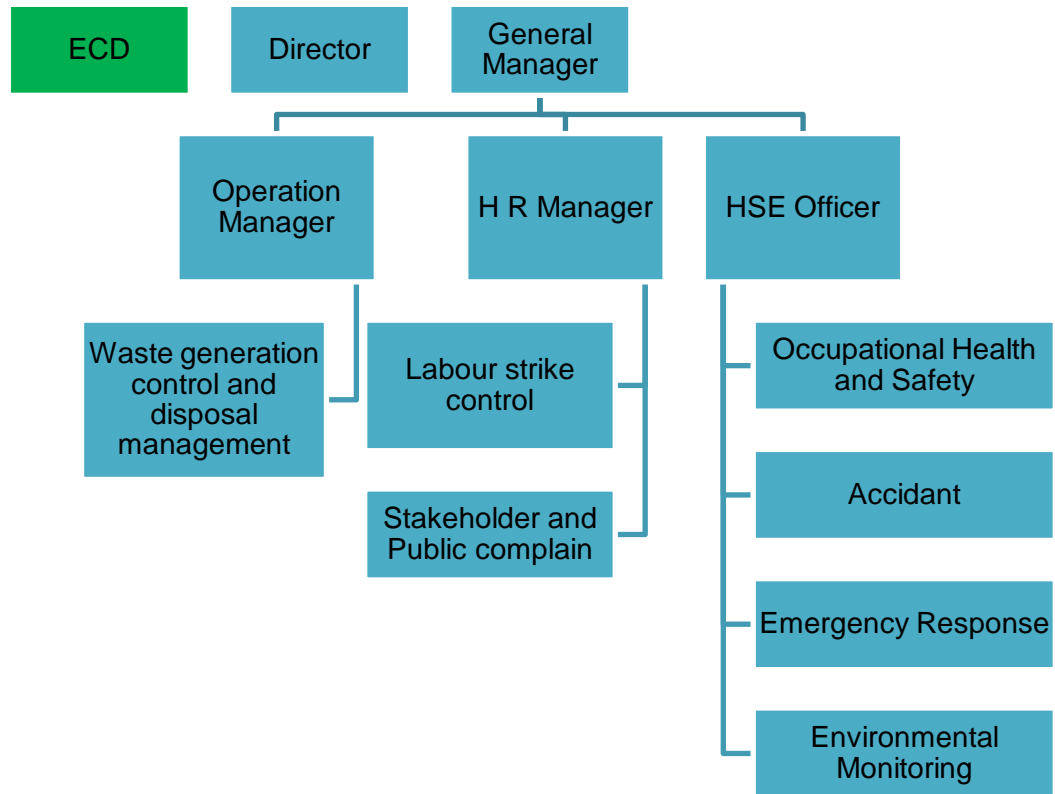 ECD
Director
General
Manager
Operation
Manager
H R Manager
HSE Officer
Waste generation
control and
disposal
management
Labour strike
control
Stakeholder and
Public complain
Occupational Health
and Safety
Accidant
Emergency Response
Environmental
Monitoring